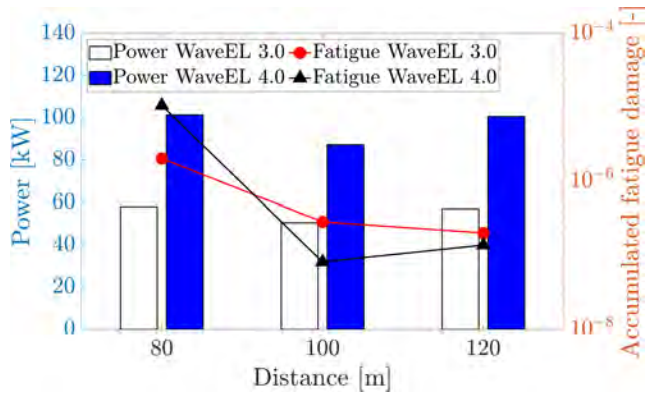 Power WaveEL 3.0
Fatigue WaveEL 3.0
Power WaveEL 4.0
Fatigue WaveEL 4.0
Power [kW]
140
120
100
80
60
40
20
0
80
100
120
Distance [m]
10⁻⁴
10⁻⁶
10⁻⁸
Accumulated fatigue damage [-]